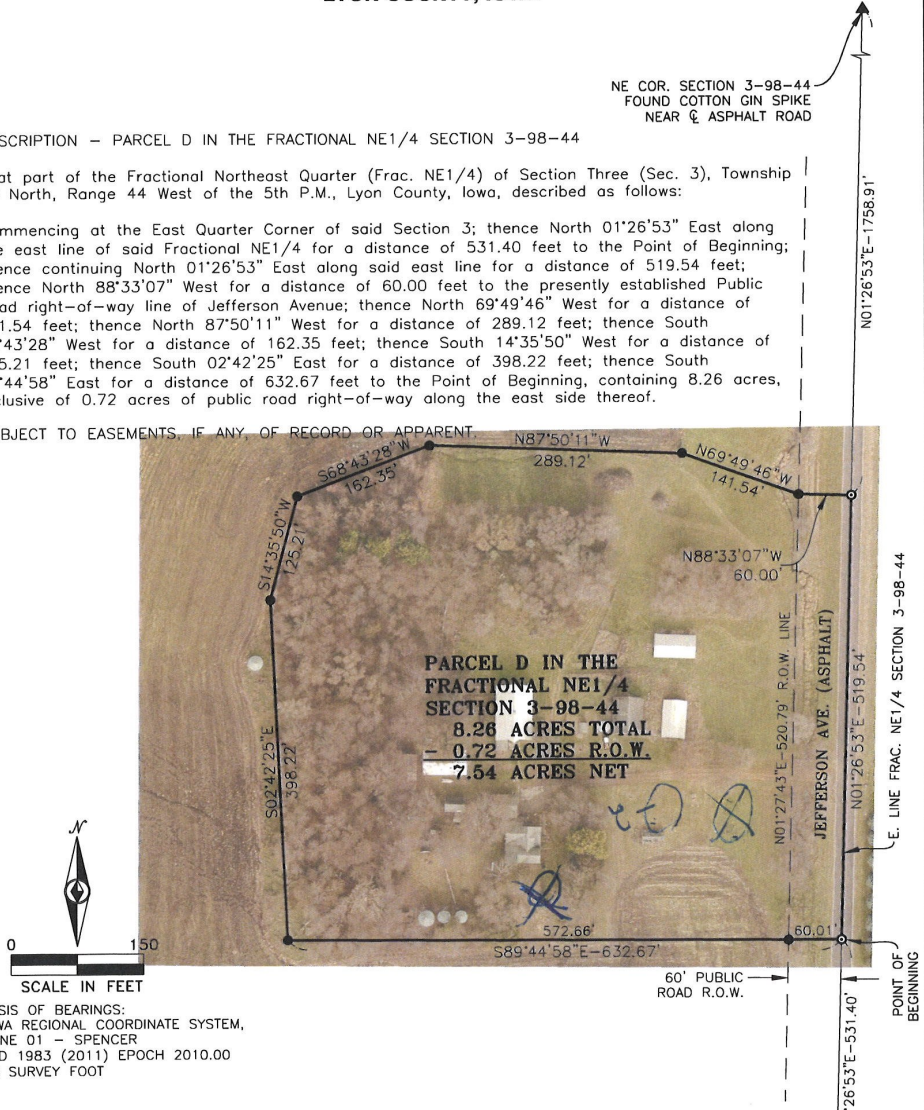 NE COR. SECTION 3-98-44
FOUND COTTON GIN SPIKE
NEAR ℄ ASPHALT ROAD
N01°26'53"E-1758.91'
SCRIPTION - PARCEL D IN THE FRACTIONAL NE1/4 SECTION 3-98-44
at part of the Fractional Northeast Quarter (Frac. NE1/4) of Section Three (Sec. 3), Township
North, Range 44 West of the 5th P.M., Lyon County, Iowa, described as follows:
mmencing at the East Quarter Corner of said Section 3; thence North 01°26'53" East along
e east line of said Fractional NE1/4 for a distance of 531.40 feet to the Point of Beginning;
ence continuing North 01°26'53" East along said east line for a distance of 519.54 feet;
ence North 88°33'07" West for a distance of 60.00 feet to the presently established Public
ad right-of-way line of Jefferson Avenue; thence North 69°49'46" West for a distance of
1.54 feet; thence North 87°50'11" West for a distance of 289.12 feet; thence South
°43'28" West for a distance of 162.35 feet; thence South 14°35'50" West for a distance of
5.21 feet; thence South 02°42'25" East for a distance of 398.22 feet; thence South
°44'58" East for a distance of 632.67 feet to the Point of Beginning, containing 8.26 acres,
clusive of 0.72 acres of public road right-of-way along the east side thereof.
BJECT TO EASEMENTS, IF ANY, OF RECORD OR APPARENT.
N87°50'11"W
289.12'
S68°43'28"W
162.35'
N69°49'46"W
141.54'
S14°35'50"W
125.21'
N88°33'07"W
60.00'
PARCEL D IN THE
FRACTIONAL NE1/4
SECTION 3-98-44
8.26 ACRES TOTAL
- 0.72 ACRES R.O.W.
7.54 ACRES NET
S02°42'25"E
398.22'
N01°27'43"E-520.79' R.O.W. LINE
JEFFERSON AVE. (ASPHALT)
N01°26'53"E-519.54'
E. LINE FRAC. NE1/4 SECTION 3-98-44
N
572.66'
60.01'
S89°44'58"E-632.67'
0 150
SCALE IN FEET
60' PUBLIC
ROAD R.O.W.
POINT OF
BEGINNING
SIS OF BEARINGS:
WA REGIONAL COORDINATE SYSTEM,
NE 01 - SPENCER
D 1983 (2011) EPOCH 2010.00
SURVEY FOOT
°26'53"E-531.40'